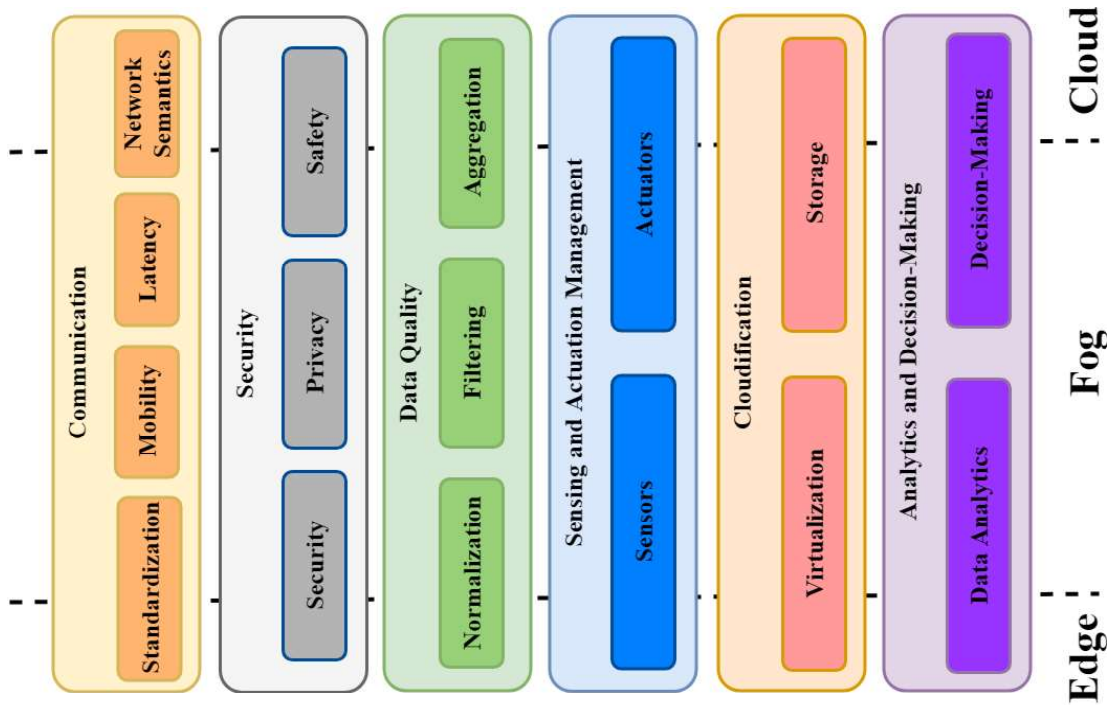 Communication
Standardization
Mobility
Latency
Network
Semantics
Security
Security
Privacy
Safety
Data Quality
Normalization
Filtering
Aggregation
Sensing and Actuation Management
Sensors
Actuators
Cloudification
Virtualization
Storage
Analytics and Decision-Making
Data Analytics
Decision-Making
Edge
Fog
Cloud